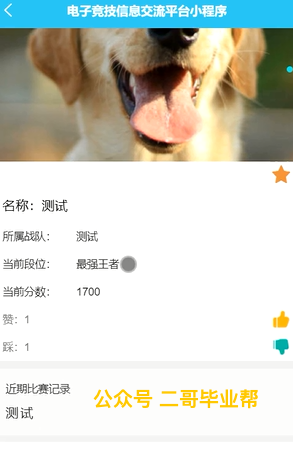 电子竞技信息交流平台小程序
名称：测试
所属战队： 测试
当前段位： 最强王者
当前分数： 1700
赞：1
踩：1
近期比赛记录
公众号 二哥毕业帮
测试